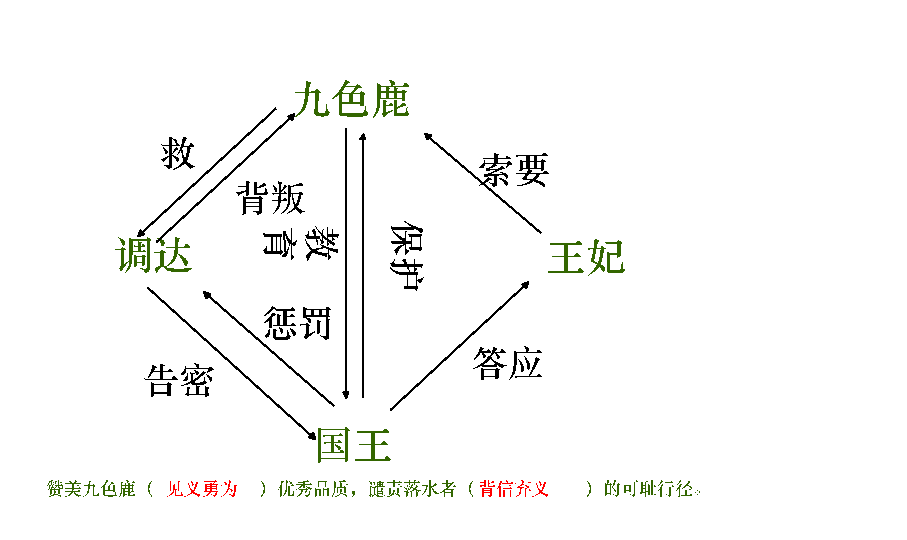 九色鹿
救
索要
背叛
教育
保护
调达
王妃
惩罚
答应
告密
国王
赞美九色鹿（ 见义勇为 ）优秀品质，谴责落水者（背信弃义 ）的可耻行径。